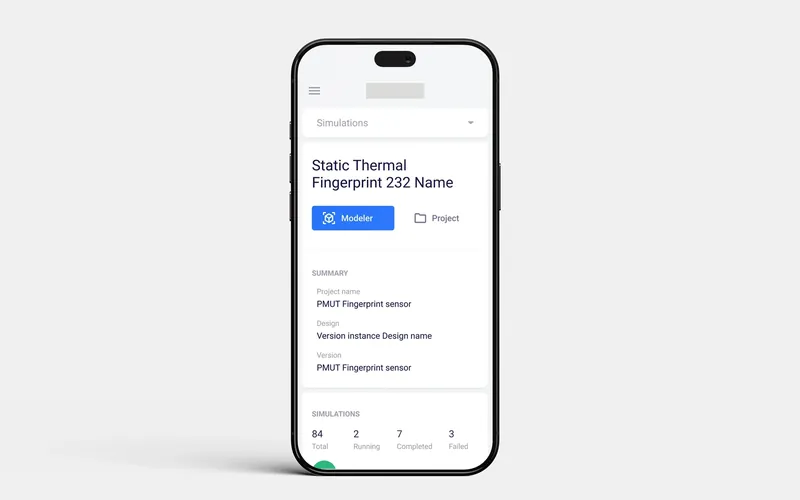 Simulations
Static Thermal
Fingerprint 232 Name
Modeler
Project
SUMMARY
Project name
PMUT Fingerprint sensor
Design
Version instance Design name
Version
PMUT Fingerprint sensor
SIMULATIONS
84 2 7 3
Total Running Completed Failed